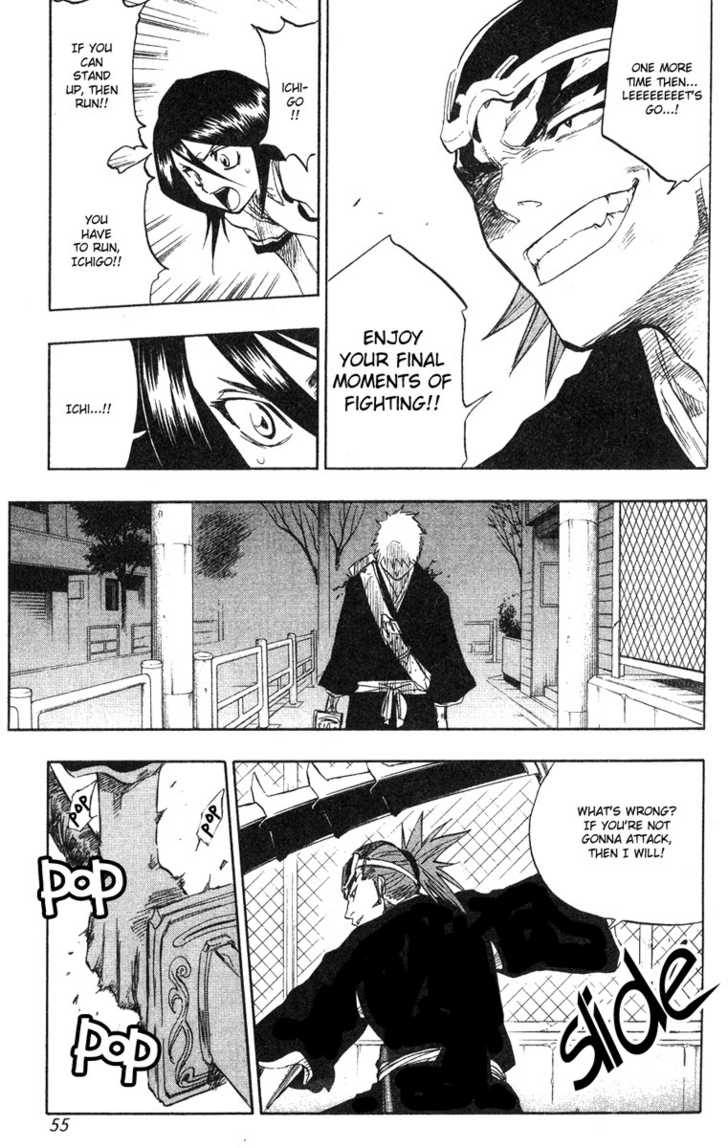 ONE MORE
TIME THEN...
LEEEEEEEET'S
GO...!
ENJOY
YOUR FINAL
MOMENTS OF
FIGHTING!!
ICHI-
GO
!!
IF YOU
CAN
STAND
UP, THEN
RUN!!
YOU
HAVE
TO RUN,
ICHIGO!!
ICHI...!!
WHAT'S WRONG?
IF YOU'RE NOT
GONNA ATTACK,
THEN I WILL!
slide
POP
POP
POP
POP
55